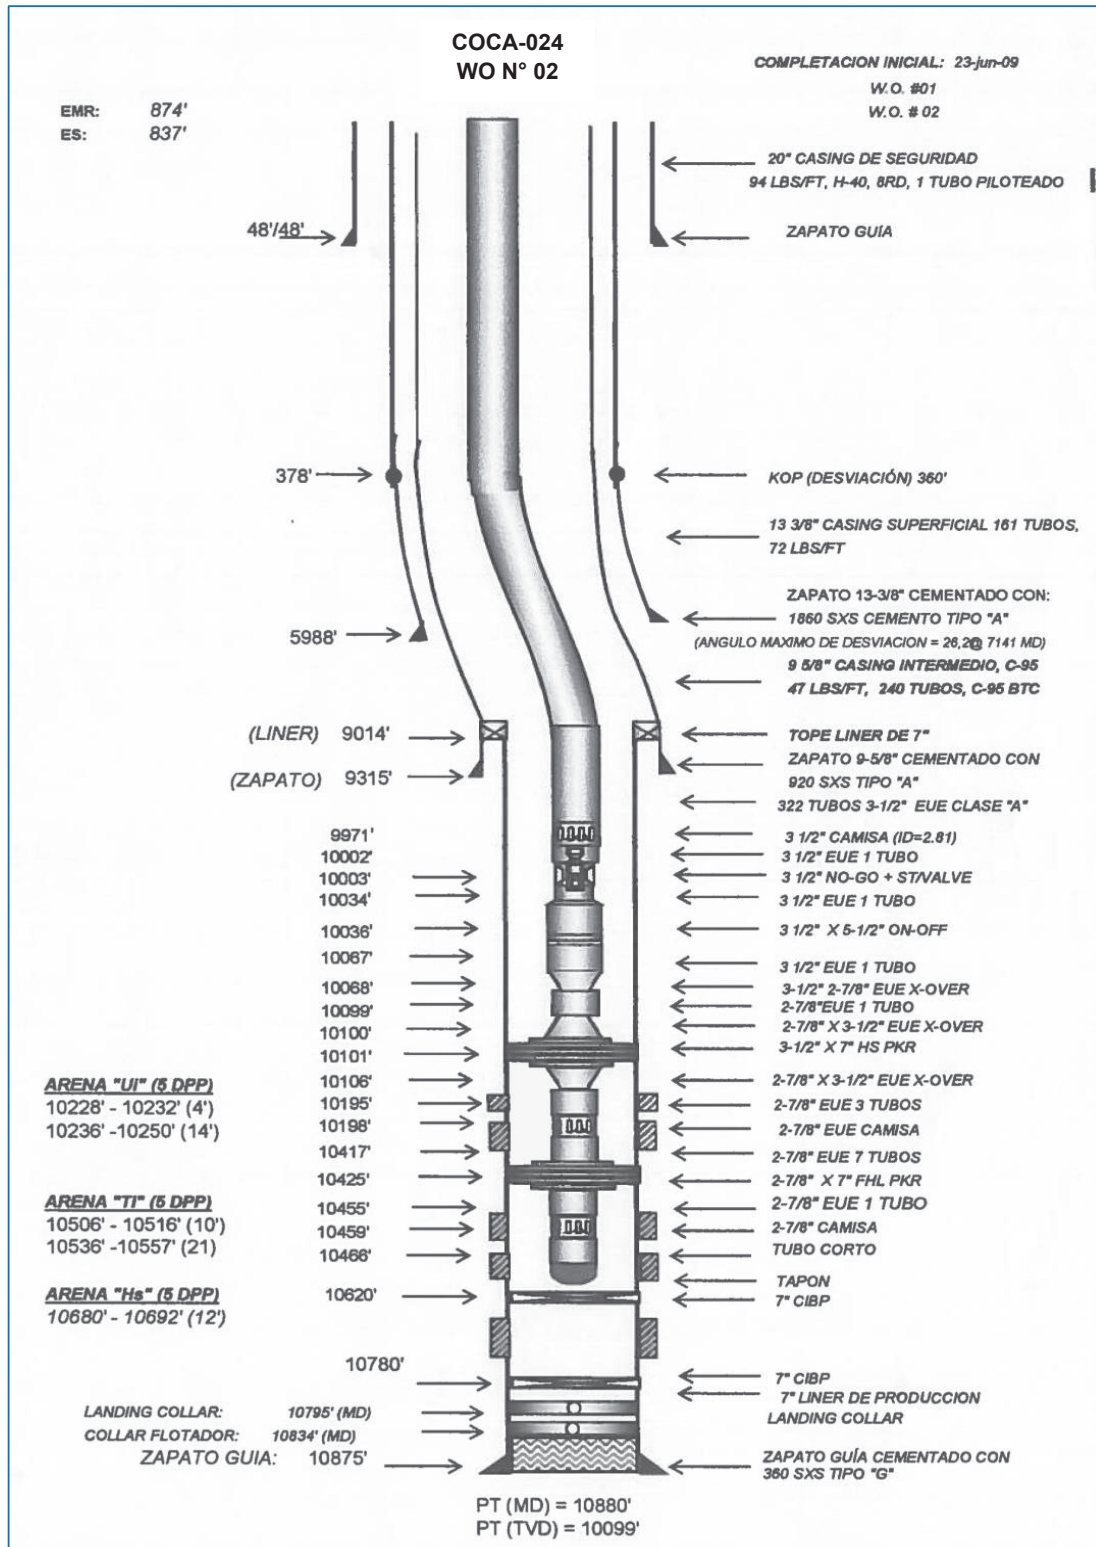 COCA-024
WO N° 02
COMPLETACION INICIAL: 23-jun-09
W.O. #01
W.O. # 02
EMR: 874'
ES: 837'
20" CASING DE SEGURIDAD
94 LBS/FT, H-40, 8RD, 1 TUBO PILOTEADO
48'/48'
ZAPATO GUIA
378'
KOP (DESVIACIÓN) 360'
13 3/8" CASING SUPERFICIAL 161 TUBOS,
72 LBS/FT
ZAPATO 13-3/8" CEMENTADO CON:
1860 SXS CEMENTO TIPO "A"
5988'
(ANGULO MAXIMO DE DESVIACION = 26,2@ 7141 MD)
9 5/8" CASING INTERMEDIO, C-95
47 LBS/FT, 240 TUBOS, C-95 BTC
(LINER) 9014'
TOPE LINER DE 7"
(ZAPATO) 9315'
ZAPATO 9-5/8" CEMENTADO CON
920 SXS TIPO "A"
322 TUBOS 3-1/2" EUE CLASE "A"
9971'
3 1/2" CAMISA (ID=2.81)
10002'
3 1/2" EUE 1 TUBO
10003'
3 1/2" NO-GO + ST/VALVE
10034'
3 1/2" EUE 1 TUBO
10036'
3 1/2" X 5-1/2" ON-OFF
10067'
3 1/2" EUE 1 TUBO
10068'
3-1/2" 2-7/8" EUE X-OVER
10099'
2-7/8"EUE 1 TUBO
10100'
2-7/8" X 3-1/2" EUE X-OVER
10101'
3-1/2" X 7" HS PKR
ARENA "Ui" (5 DPP)
10228' - 10232' (4')
10236' -10250' (14')
10106'
2-7/8" X 3-1/2" EUE X-OVER
10195'
2-7/8" EUE 3 TUBOS
10198'
2-7/8" EUE CAMISA
10417'
2-7/8" EUE 7 TUBOS
10425'
2-7/8" X 7" FHL PKR
ARENA "TI" (5 DPP)
10506' - 10516' (10')
10536' -10557' (21)
10455'
2-7/8" EUE 1 TUBO
10459'
2-7/8" CAMISA
10466'
TUBO CORTO
TAPON
ARENA "Hs" (5 DPP)
10680' - 10692' (12')
10620'
7" CIBP
10780'
7" CIBP
7" LINER DE PRODUCCION
LANDING COLLAR: 10795' (MD)
LANDING COLLAR
COLLAR FLOTADOR: 10834' (MD)
ZAPATO GUIA: 10875'
ZAPATO GUÍA CEMENTADO CON
360 SXS TIPO "G"
PT (MD) = 10880'
PT (TVD) = 10099'